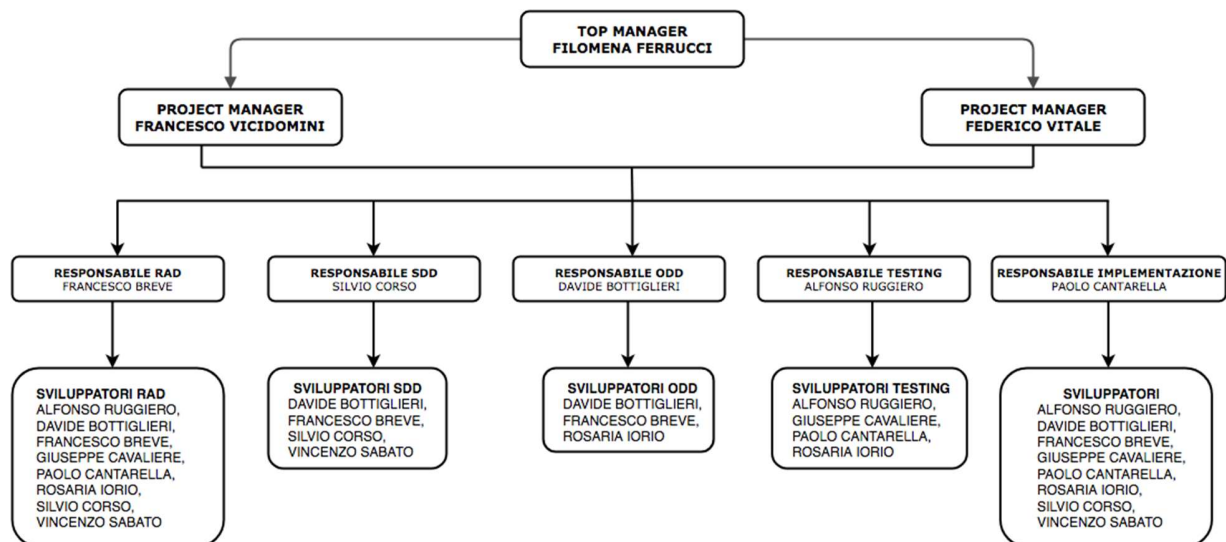 TOP MANAGER
FILOMENA FERRUCCI
PROJECT MANAGER
FRANCESCO VICIDOMINI
PROJECT MANAGER
FEDERICO VITALE
RESPONSABILE RAD
FRANCESCO BREVE
RESPONSABILE SDD
SILVIO CORSO
RESPONSABILE ODD
DAVIDE BOTTIGLIERI
RESPONSABILE TESTING
ALFONSO RUGGIERO
RESPONSABILE IMPLEMENTAZIONE
PAOLO CANTARELLA
SVILUPPATORI RAD
ALFONSO RUGGIERO,
DAVIDE BOTTIGLIERI,
FRANCESCO BREVE,
GIUSEPPE CAVALIERE,
PAOLO CANTARELLA,
ROSARIA IORIO,
SILVIO CORSO,
VINCENZO SABATO
SVILUPPATORI SDD
DAVIDE BOTTIGLIERI,
FRANCESCO BREVE,
SILVIO CORSO,
VINCENZO SABATO
SVILUPPATORI ODD
DAVIDE BOTTIGLIERI,
FRANCESCO BREVE,
ROSARIA IORIO
SVILUPPATORI TESTING
ALFONSO RUGGIERO,
GIUSEPPE CAVALIERE,
PAOLO CANTARELLA,
ROSARIA IORIO
SVILUPPATORI
ALFONSO RUGGIERO,
DAVIDE BOTTIGLIERI,
FRANCESCO BREVE,
GIUSEPPE CAVALIERE,
PAOLO CANTARELLA,
ROSARIA IORIO,
SILVIO CORSO,
VINCENZO SABATO